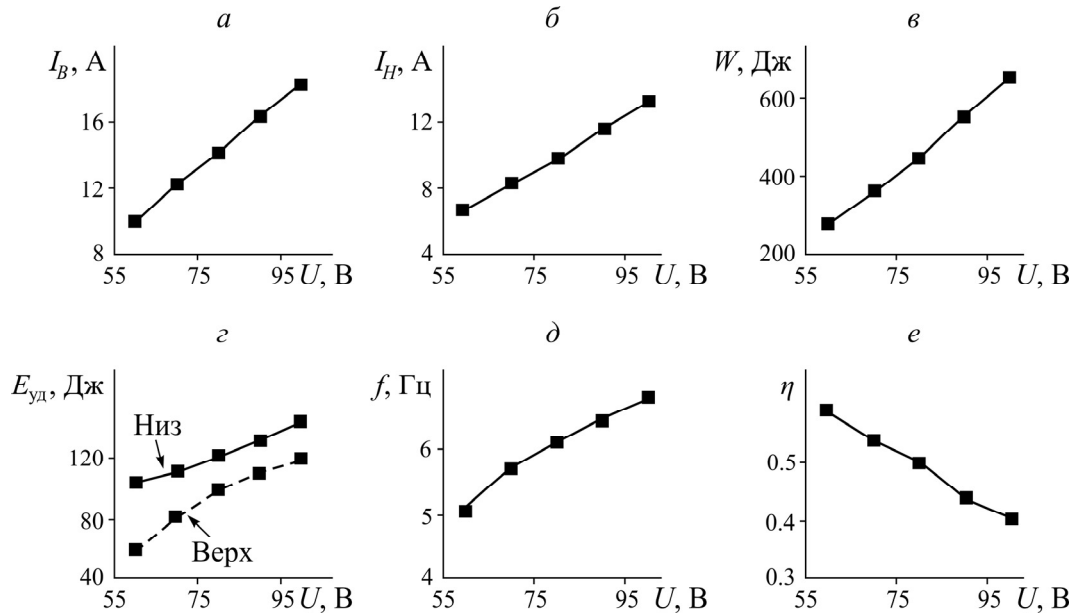 а
б
в
I_B, А
16
12
8
55
75
95
U, В
I_H, А
12
8
4
55
75
95
U, В
W, Дж
600
400
200
55
75
95
U, В
г
д
е
E_уд, Дж
Низ
120
80
Верх
40
55
75
95
U, В
f, Гц
6
5
4
55
75
95
U, В
η
0.5
0.4
0.3
55
75
95
U, В